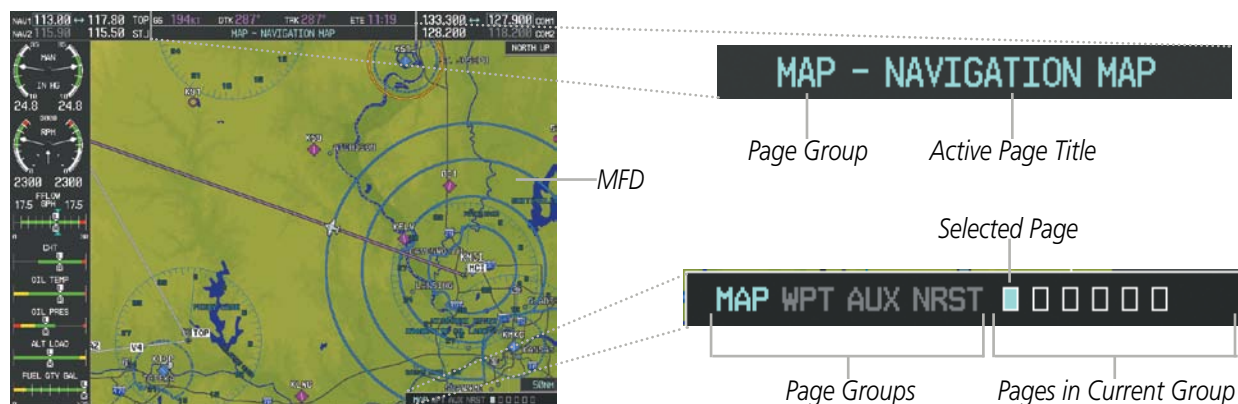 NAV1 113.00 ↔ 117.80 TOP
NAV2 115.90 115.50 STJ
GS 194KT DTK 287° TRK 287° ETE 11:19
MAP - NAVIGATION MAP
133.300 ↔ 127.900 COM1
128.200 118.200 COM2
NORTH UP
MAN
IN HG
24.8 24.8
RPM
2300 2300
FFLOW
GPH
17.5 17.5
CHT
OIL TEMP
OIL PRES
ALT LOAD
FUEL QTY GAL
MCI
TOP
V4
50NM
MAP WPT AUX NRST
MAP - NAVIGATION MAP
Page Group
Active Page Title
MFD
Selected Page
MAP WPT AUX NRST
Page Groups
Pages in Current Group